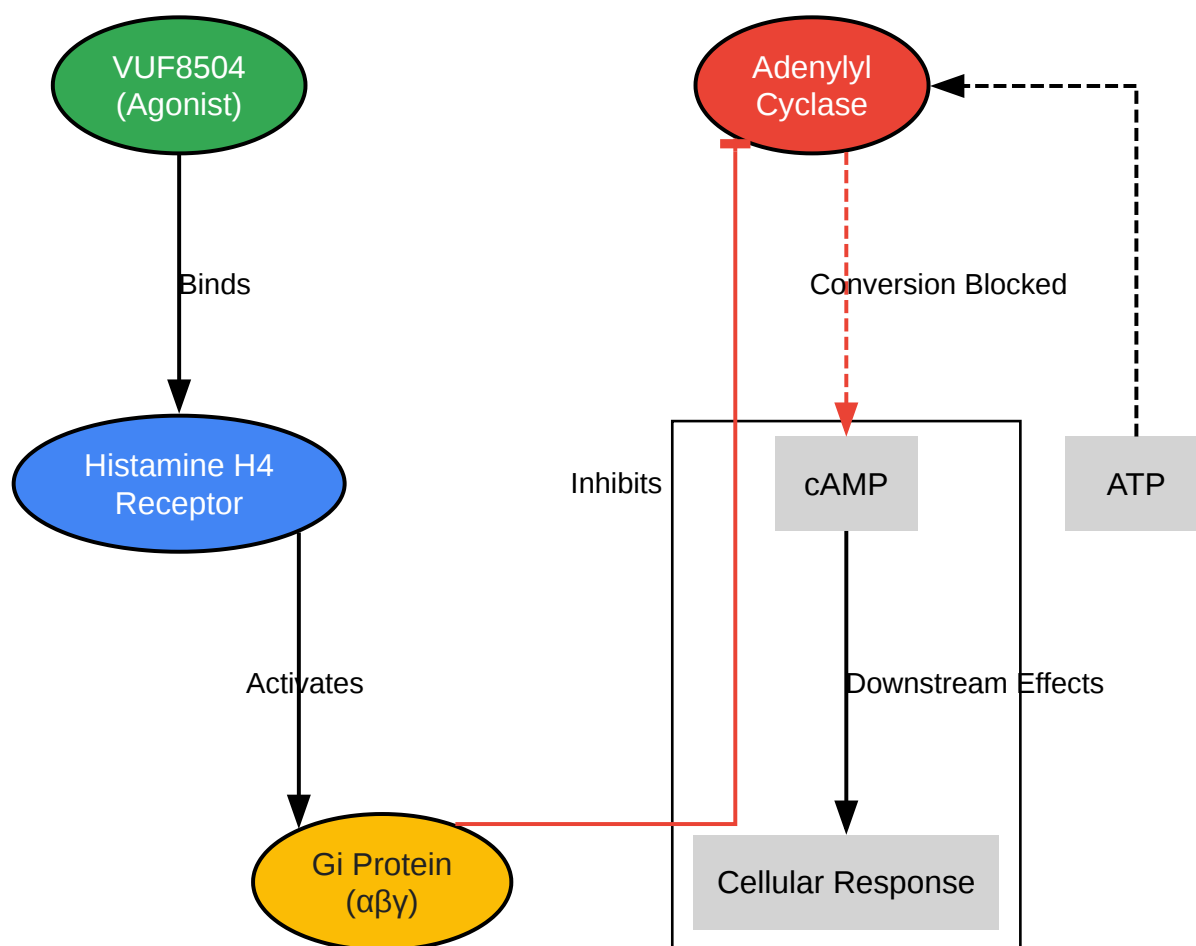 VUF8504
(Agonist)
Adenylyl
Cyclase
Binds
Conversion Blocked
Histamine H4
Receptor
Inhibits
cAMP
ATP
Activates
Downstream Effects
Gi Protein
(αβγ)
Cellular Response